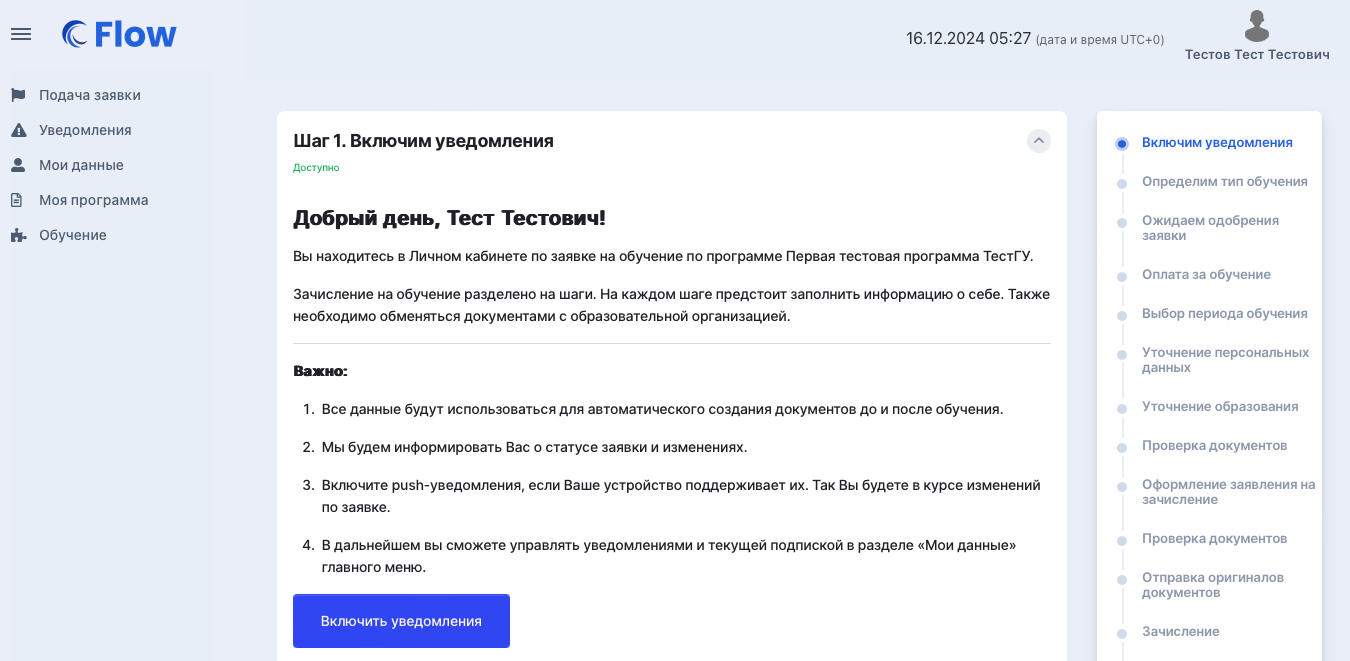 Flow
16.12.2024 05:27 (дата и время UTC+0)
Тестов Тест Тестович
Подача заявки
Уведомления
Мои данные
Моя программа
Обучение
Шаг 1. Включим уведомления
Доступно
Добрый день, Тест Тестович!
Вы находитесь в Личном кабинете по заявке на обучение по программе Первая тестовая программа ТестГУ.
Зачисление на обучение разделено на шаги. На каждом шаге предстоит заполнить информацию о себе. Также
необходимо обменяться документами с образовательной организацией.
Важно:
1. Все данные будут использоваться для автоматического создания документов до и после обучения.
2. Мы будем информировать Вас о статусе заявки и изменениях.
3. Включите push-уведомления, если Ваше устройство поддерживает их. Так Вы будете в курсе изменений
по заявке.
4. В дальнейшем вы сможете управлять уведомлениями и текущей подпиской в разделе «Мои данные»
главного меню.
Включить уведомления
Включим уведомления
Определим тип обучения
Ожидаем одобрения
заявки
Оплата за обучение
Выбор периода обучения
Уточнение персональных
данных
Уточнение образования
Проверка документов
Оформление заявления на
зачисление
Проверка документов
Отправка оригиналов
документов
Зачисление